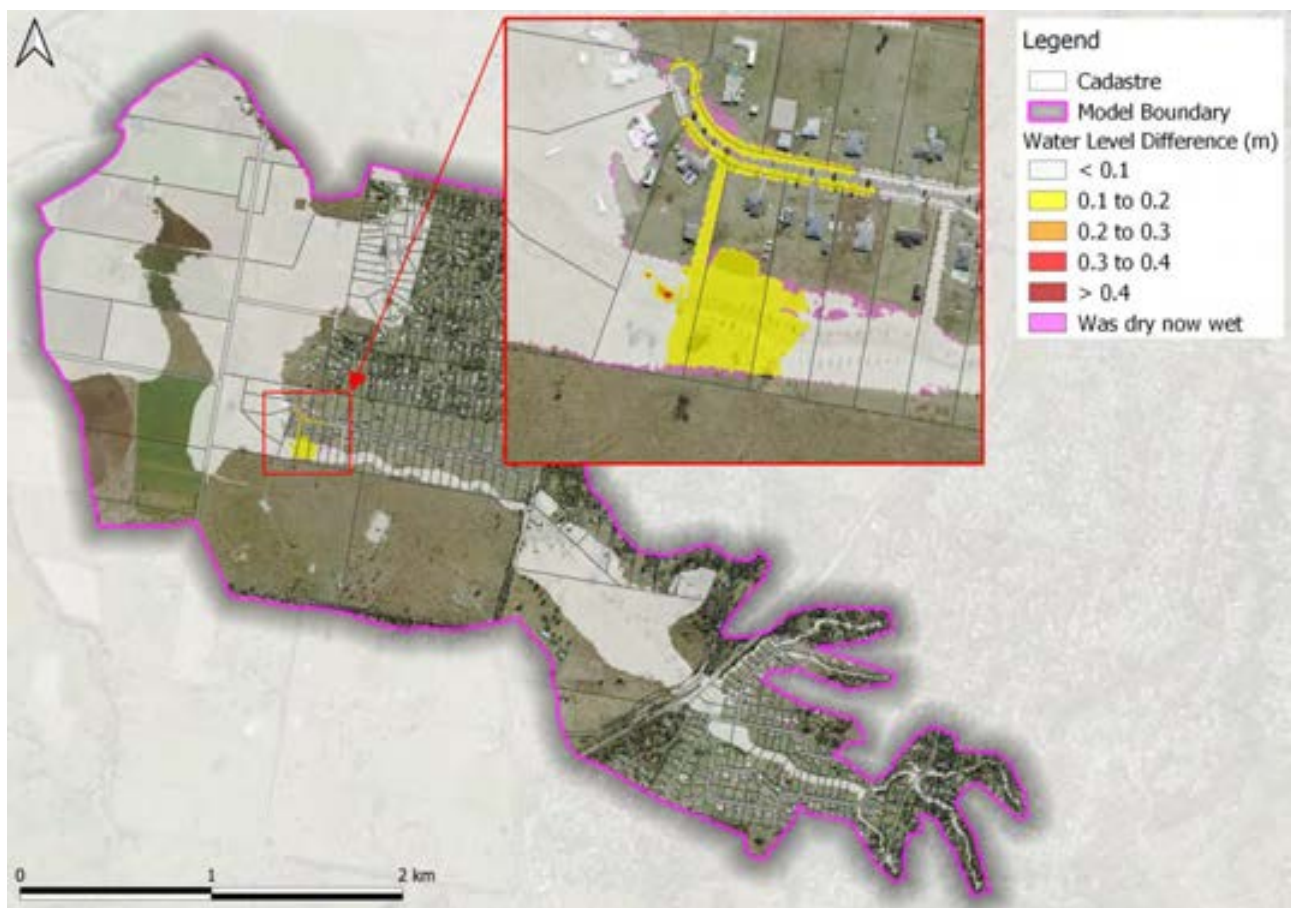 Legend
Cadastre
Model Boundary
Water Level Difference (m)
< 0.1
0.1 to 0.2
0.2 to 0.3
0.3 to 0.4
> 0.4
Was dry now wet
0 1 2 km